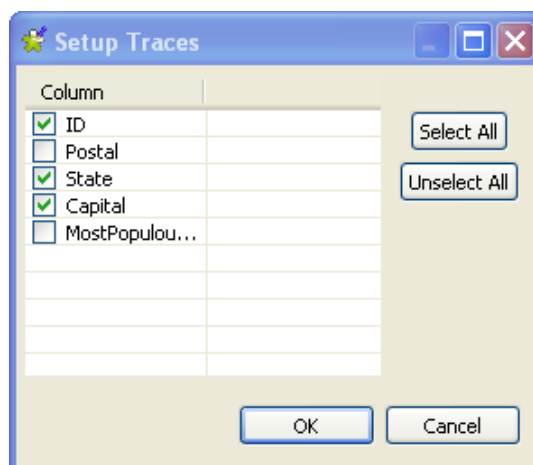 Setup Traces
Column
ID
Postal
State
Capital
MostPopulou...
Select All
Unselect All
OK
Cancel